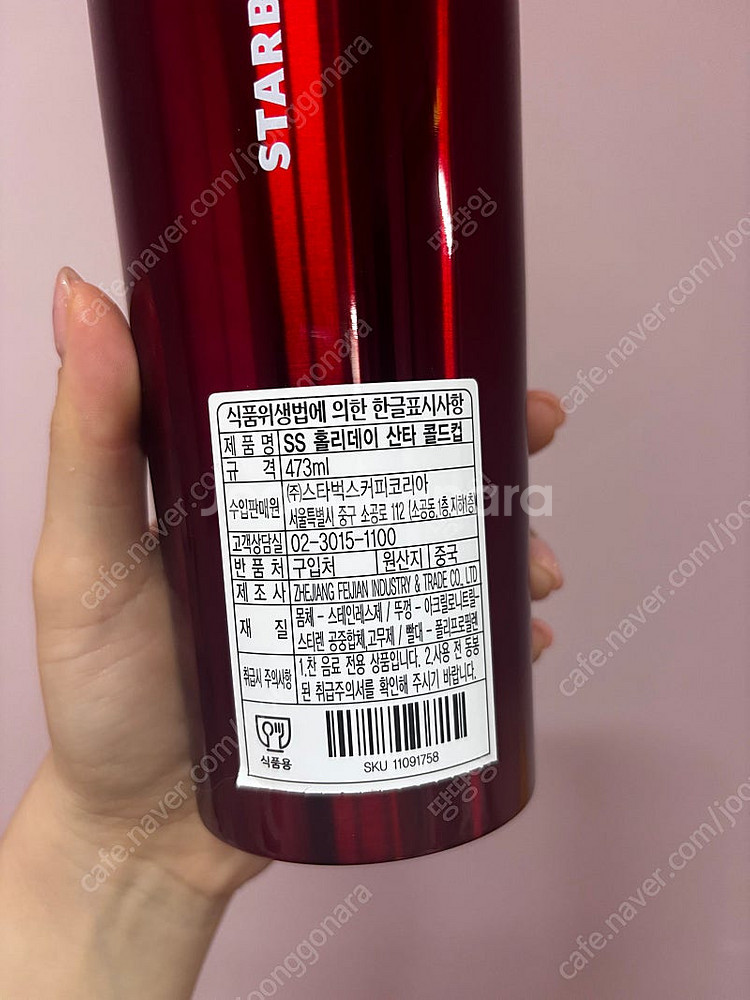 STARB
식품위생법에 의한 한글표시사항
제 품 명 SS 홀리데이 산타 콜드컵
규 격 473ml
수입판매원 ㈜스타벅스커피코리아
서울특별시 중구 소공로 112 (소공동,1층,지하1층)
고객상담실 02-3015-1100
반 품 처 구입처 원산지 중국
제 조 사 ZHEJIANG FEIJIAN INDUSTRY & TRADE CO., LTD
재 질 몸체 - 스테인레스제 / 뚜껑 - 아크릴로니트릴-
스티렌 공중합체,고무제 / 빨대 - 폴리프로필렌
취급시 주의사항 1.찬 음료 전용 상품입니다. 2.사용 전 동봉
된 취급주의서를 확인해 주시기 바랍니다.
식품용
SKU 11091758
cafe.naver.com/joonggonara
땅땅잉
Joonggonara